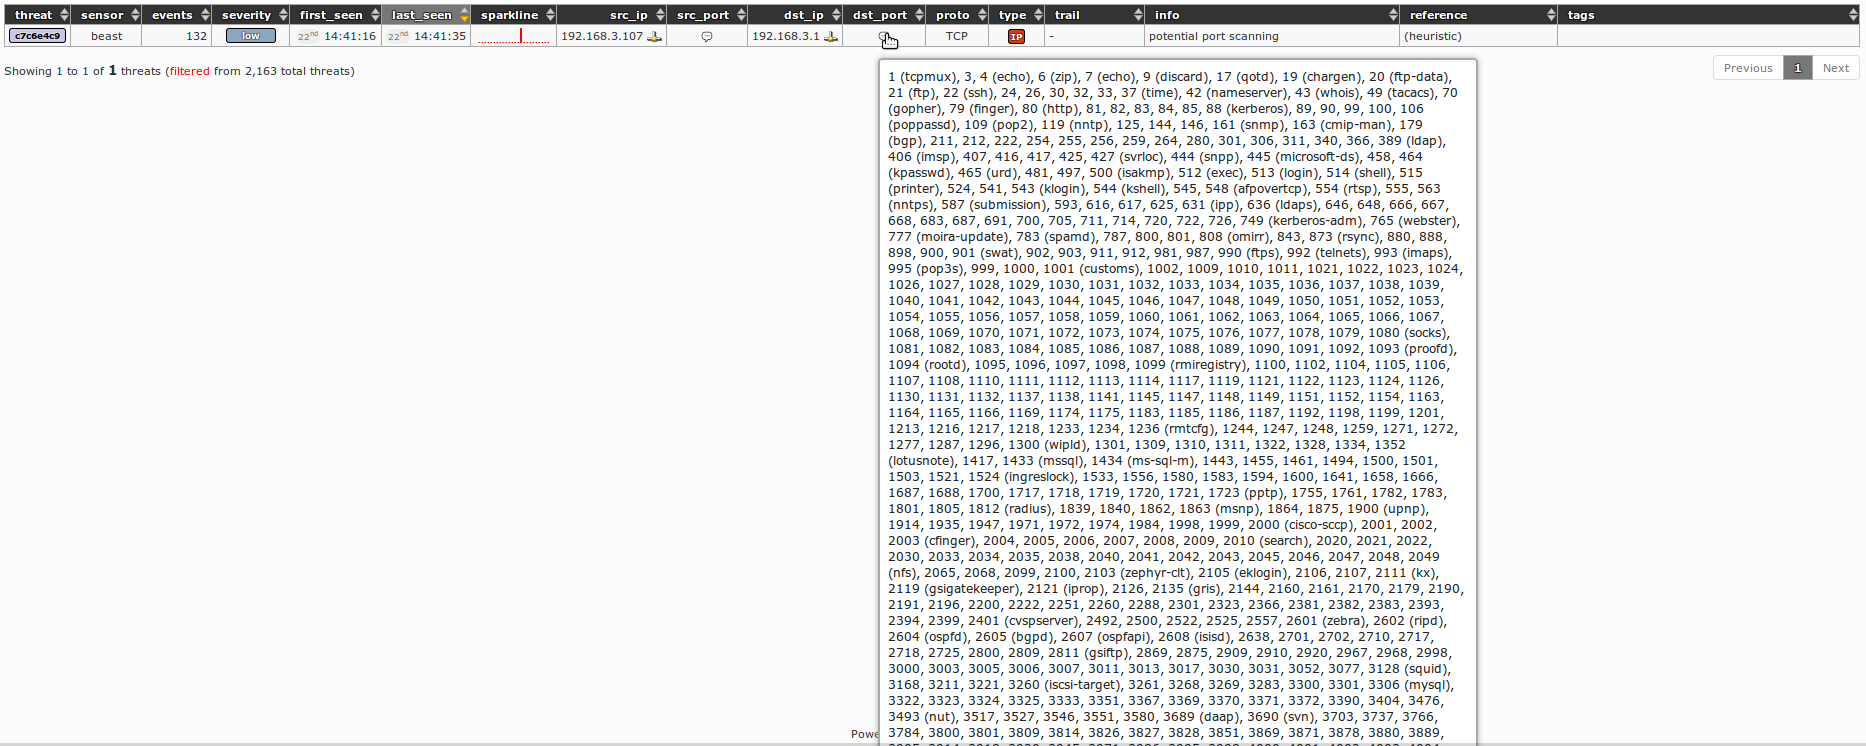 threat sensor events severity first_seen last_seen sparkline src_ip src_port dst_ip dst_port proto type trail info reference tags
c7c6e4c9 beast 132 low 22nd 14:41:16 22nd 14:41:35 192.168.3.107 192.168.3.1 TCP IP - potential port scanning (heuristic)
Showing 1 to 1 of 1 threats (filtered from 2,163 total threats)
Previous 1 Next
1 (tcpmux), 3, 4 (echo), 6 (zip), 7 (echo), 9 (discard), 17 (qotd), 19 (chargen), 20 (ftp-data),
21 (ftp), 22 (ssh), 24, 26, 30, 32, 33, 37 (time), 42 (nameserver), 43 (whois), 49 (tacacs), 70
(gopher), 79 (finger), 80 (http), 81, 82, 83, 84, 85, 88 (kerberos), 89, 90, 99, 100, 106
(poppassd), 109 (pop2), 119 (nntp), 125, 144, 146, 161 (snmp), 163 (cmip-man), 179
(bgp), 211, 212, 222, 254, 255, 256, 259, 264, 280, 301, 306, 311, 340, 366, 389 (ldap),
406 (imsp), 407, 416, 417, 425, 427 (svrloc), 444 (snpp), 445 (microsoft-ds), 458, 464
(kpasswd), 465 (urd), 481, 497, 500 (isakmp), 512 (exec), 513 (login), 514 (shell), 515
(printer), 524, 541, 543 (klogin), 544 (kshell), 545, 548 (afpovertcp), 554 (rtsp), 555, 563
(nntps), 587 (submission), 593, 616, 617, 625, 631 (ipp), 636 (ldaps), 646, 648, 666, 667,
668, 683, 687, 691, 700, 705, 711, 714, 720, 722, 726, 749 (kerberos-adm), 765 (webster),
777 (moira-update), 783 (spamd), 787, 800, 801, 808 (omirr), 843, 873 (rsync), 880, 888,
898, 900, 901 (swat), 902, 903, 911, 912, 981, 987, 990 (ftps), 992 (telnets), 993 (imaps),
995 (pop3s), 999, 1000, 1001 (customs), 1002, 1009, 1010, 1011, 1021, 1022, 1023, 1024,
1026, 1027, 1028, 1029, 1030, 1031, 1032, 1033, 1034, 1035, 1036, 1037, 1038, 1039,
1040, 1041, 1042, 1043, 1044, 1045, 1046, 1047, 1048, 1049, 1050, 1051, 1052, 1053,
1054, 1055, 1056, 1057, 1058, 1059, 1060, 1061, 1062, 1063, 1064, 1065, 1066, 1067,
1068, 1069, 1070, 1071, 1072, 1073, 1074, 1075, 1076, 1077, 1078, 1079, 1080 (socks),
1081, 1082, 1083, 1084, 1085, 1086, 1087, 1088, 1089, 1090, 1091, 1092, 1093 (proofd),
1094 (rootd), 1095, 1096, 1097, 1098, 1099 (rmiregistry), 1100, 1102, 1104, 1105, 1106,
1107, 1108, 1110, 1111, 1112, 1113, 1114, 1117, 1119, 1121, 1122, 1123, 1124, 1126,
1130, 1131, 1132, 1137, 1138, 1141, 1145, 1147, 1148, 1149, 1151, 1152, 1154, 1163,
1164, 1165, 1166, 1169, 1174, 1175, 1183, 1185, 1186, 1187, 1192, 1198, 1199, 1201,
1213, 1216, 1217, 1218, 1233, 1234, 1236 (rmtcfg), 1244, 1247, 1248, 1259, 1271, 1272,
1277, 1287, 1296, 1300 (wipld), 1301, 1309, 1310, 1311, 1322, 1328, 1334, 1352
(lotusnote), 1417, 1433 (mssql), 1434 (ms-sql-m), 1443, 1455, 1461, 1494, 1500, 1501,
1503, 1521, 1524 (ingreslock), 1533, 1556, 1580, 1583, 1594, 1600, 1641, 1658, 1666,
1687, 1688, 1700, 1717, 1718, 1719, 1720, 1721, 1723 (pptp), 1755, 1761, 1782, 1783,
1801, 1805, 1812 (radius), 1839, 1840, 1862, 1863 (msnp), 1864, 1875, 1900 (upnp),
1914, 1935, 1947, 1971, 1972, 1974, 1984, 1998, 1999, 2000 (cisco-sccp), 2001, 2002,
2003 (cfinger), 2004, 2005, 2006, 2007, 2008, 2009, 2010 (search), 2020, 2021, 2022,
2030, 2033, 2034, 2035, 2038, 2040, 2041, 2042, 2043, 2045, 2046, 2047, 2048, 2049
(nfs), 2065, 2068, 2099, 2100, 2103 (zephyr-clt), 2105 (eklogin), 2106, 2107, 2111 (kx),
2119 (gsigatekeeper), 2121 (iprop), 2126, 2135 (gris), 2144, 2160, 2161, 2170, 2179, 2190,
2191, 2196, 2200, 2222, 2251, 2260, 2288, 2301, 2323, 2366, 2381, 2382, 2383, 2393,
2394, 2399, 2401 (cvspserver), 2492, 2500, 2522, 2525, 2557, 2601 (zebra), 2602 (ripd),
2604 (ospfd), 2605 (bgpd), 2607 (ospfapi), 2608 (isisd), 2638, 2701, 2702, 2710, 2717,
2718, 2725, 2800, 2809, 2811 (gsiftp), 2869, 2875, 2909, 2910, 2920, 2967, 2968, 2998,
3000, 3003, 3005, 3006, 3007, 3011, 3013, 3017, 3030, 3031, 3052, 3077, 3128 (squid),
3168, 3211, 3221, 3260 (iscsi-target), 3261, 3268, 3269, 3283, 3300, 3301, 3306 (mysql),
3322, 3323, 3324, 3325, 3333, 3351, 3367, 3369, 3370, 3371, 3372, 3390, 3404, 3476,
3493 (nut), 3517, 3527, 3546, 3551, 3580, 3689 (daap), 3690 (svn), 3703, 3737, 3766,
3784, 3800, 3801, 3809, 3814, 3826, 3827, 3828, 3851, 3869, 3871, 3878, 3880, 3889,
Powe